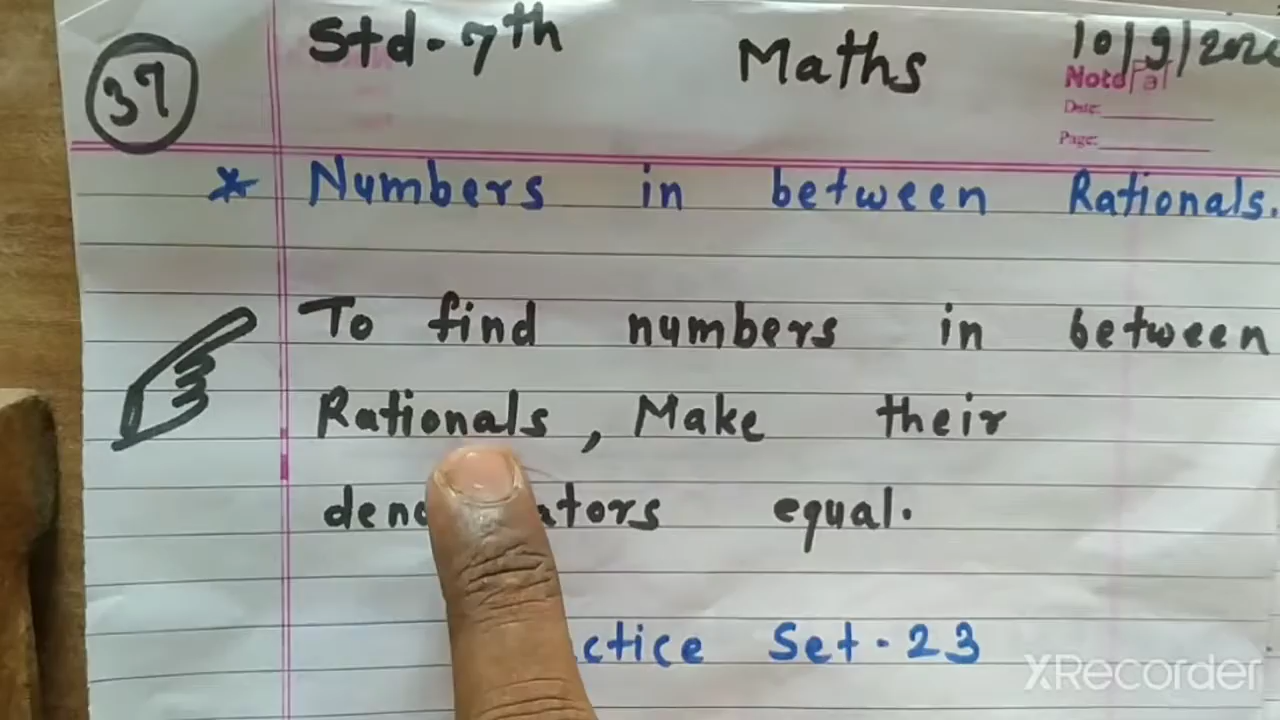 37
Std-7th Maths 10/9/202
Note
Date:
Page:
* Numbers in between Rationals.
To find numbers in between
Rationals, Make their
equal.
Set-23
XRecorder